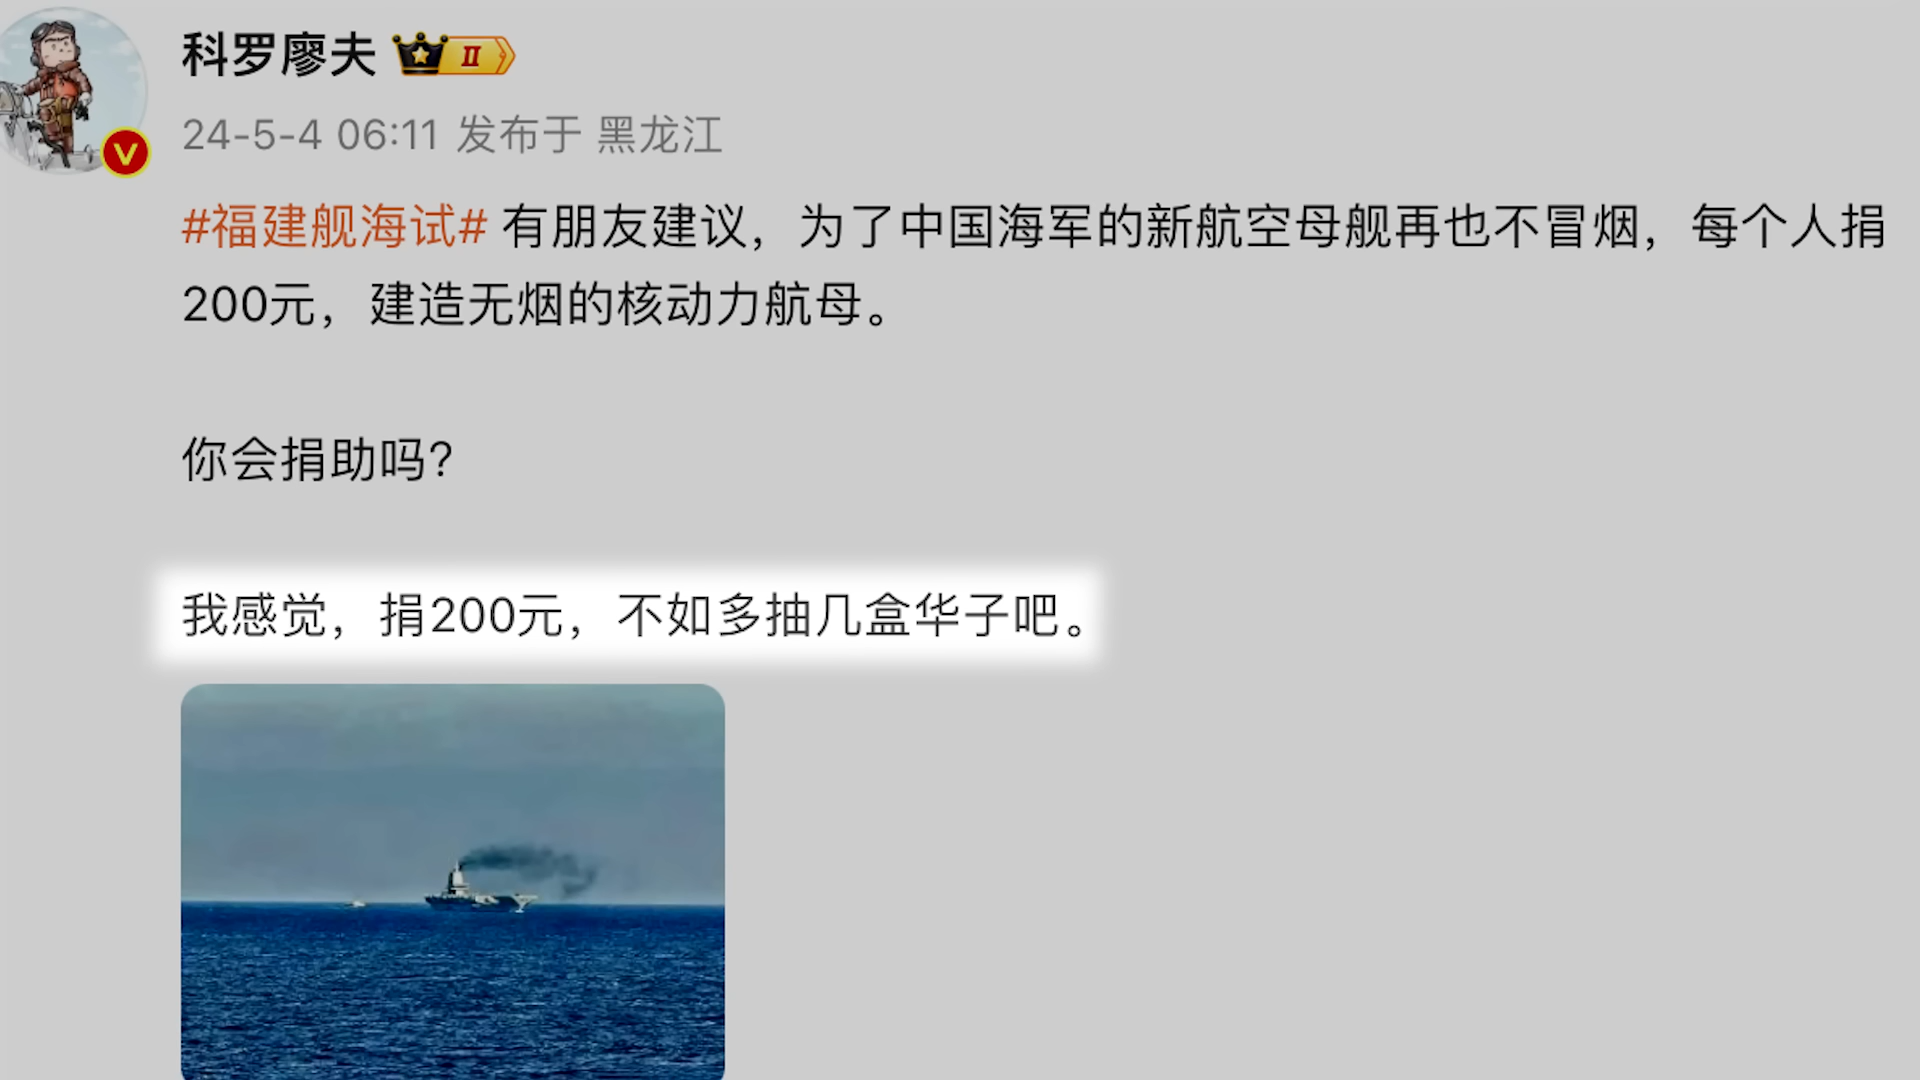 科罗廖夫 II
V
24-5-4 06:11 发布于 黑龙江
#福建舰海试# 有朋友建议，为了中国海军的新航空母舰再也不冒烟，每个人捐
200元，建造无烟的核动力航母。
你会捐助吗？
我感觉，捐200元，不如多抽几盒华子吧。